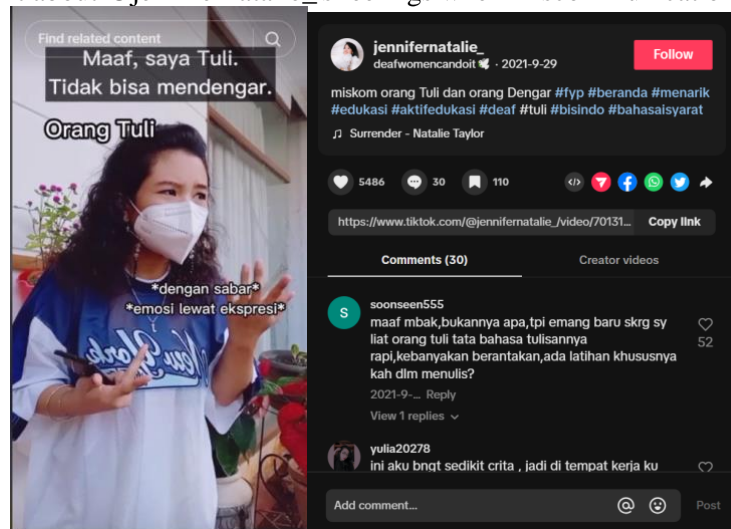 Find related content
Maaf, saya Tuli.
Tidak bisa mendengar.
Orang Tuli
*dengan sabar*
*emosi lewat ekspresi*
New York
jennifernatalie_
deafwomencandoit 🕊 · 2021-9-29
Follow
miskom orang Tuli dan orang Dengar #fyp #beranda #menarik
#edukasi #aktifedukasi #deaf #tuli #bisindo #bahasaisyarat
♫ Surrender - Natalie Taylor
5486
30
110
https://www.tiktok.com/@jennifernatalie_/video/70131...
Copy link
Comments (30)
Creator videos
S
soonseen555
maaf mbak,bukannya apa,tpi emang baru skrg sy
liat orang tuli tata bahasa tulisannya
rapi,kebanyakan berantakan,ada latihan khususnya
kah dlm menulis?
52
2021-9-... Reply
View 1 replies
yulia20278
ini aku bngt sedikit crita , jadi di tempat kerja ku
Add comment...
Post